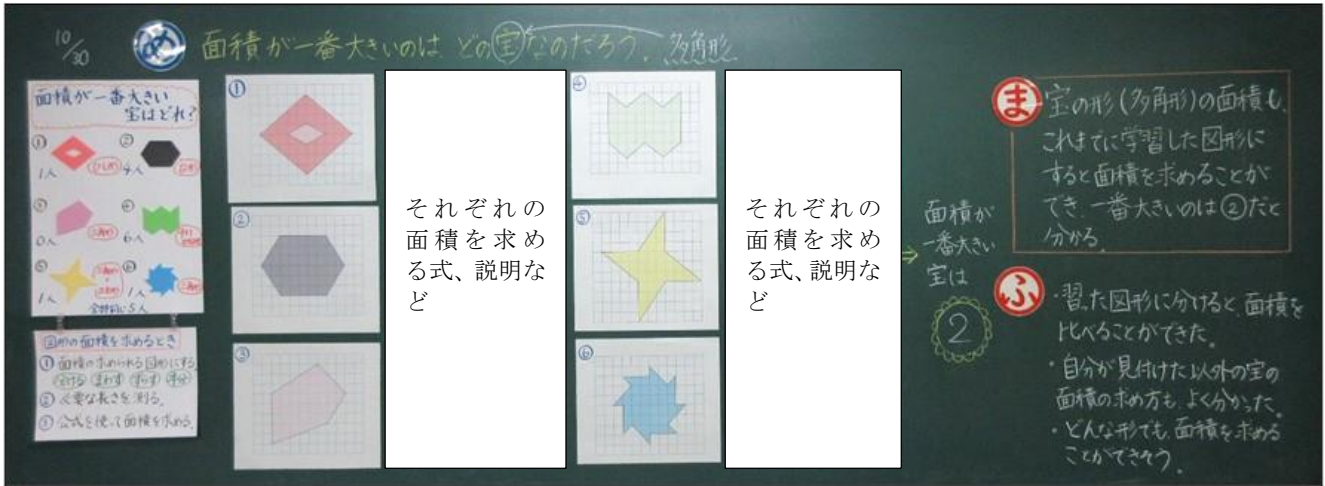 10/30
め 面積が一番大きいのは どの宝なのだろう。 多角形
面積が一番大きい
宝はどれ?
① ②
1人 4人
③ ④
0人 6人
⑤ ⑥
1人 1人
図形の面積を求めるとき
① 面積の求められる図形にする。
分ける まわす ずらす
② 必要な長さを測る。
③ 公式を使って面積を求める。
①
②
③
それぞれの
面積を求め
る式、説明な
ど
④
⑤
⑥
それぞれの
面積を求め
る式、説明な
ど
⇒ 面積が
一番大きい
宝は
2
ま 宝の形(多角形)の面積も、
これまでに学習した図形に
すると面積を求めることが
でき、一番大きいのは②だと
分かる。
ふ ・習った図形に分けると、面積を
比べることができた。
・自分が見付けた以外の宝の
面積の求め方も、よく分かった。
・どんな形でも、面積を求める
ことができそう。